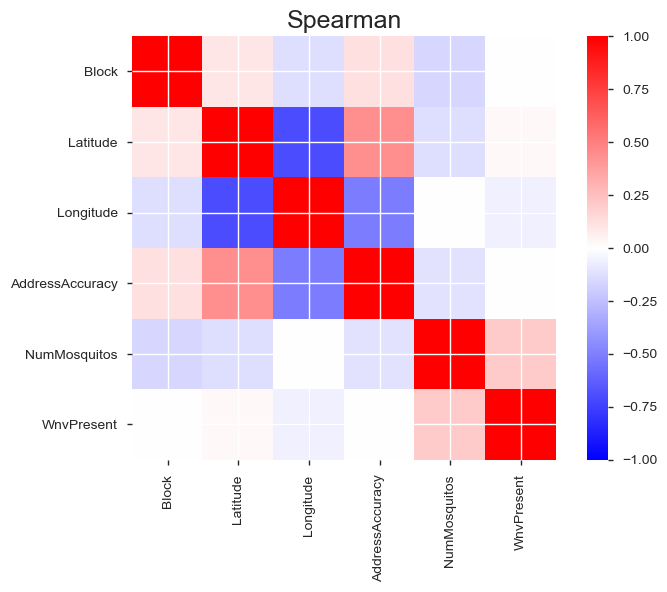 Spearman
Block
Latitude
Longitude
AddressAccuracy
NumMosquitos
WnvPresent
Block
Latitude
Longitude
AddressAccuracy
NumMosquitos
WnvPresent
1.00
0.75
0.50
0.25
0.00
−0.25
−0.50
−0.75
−1.00